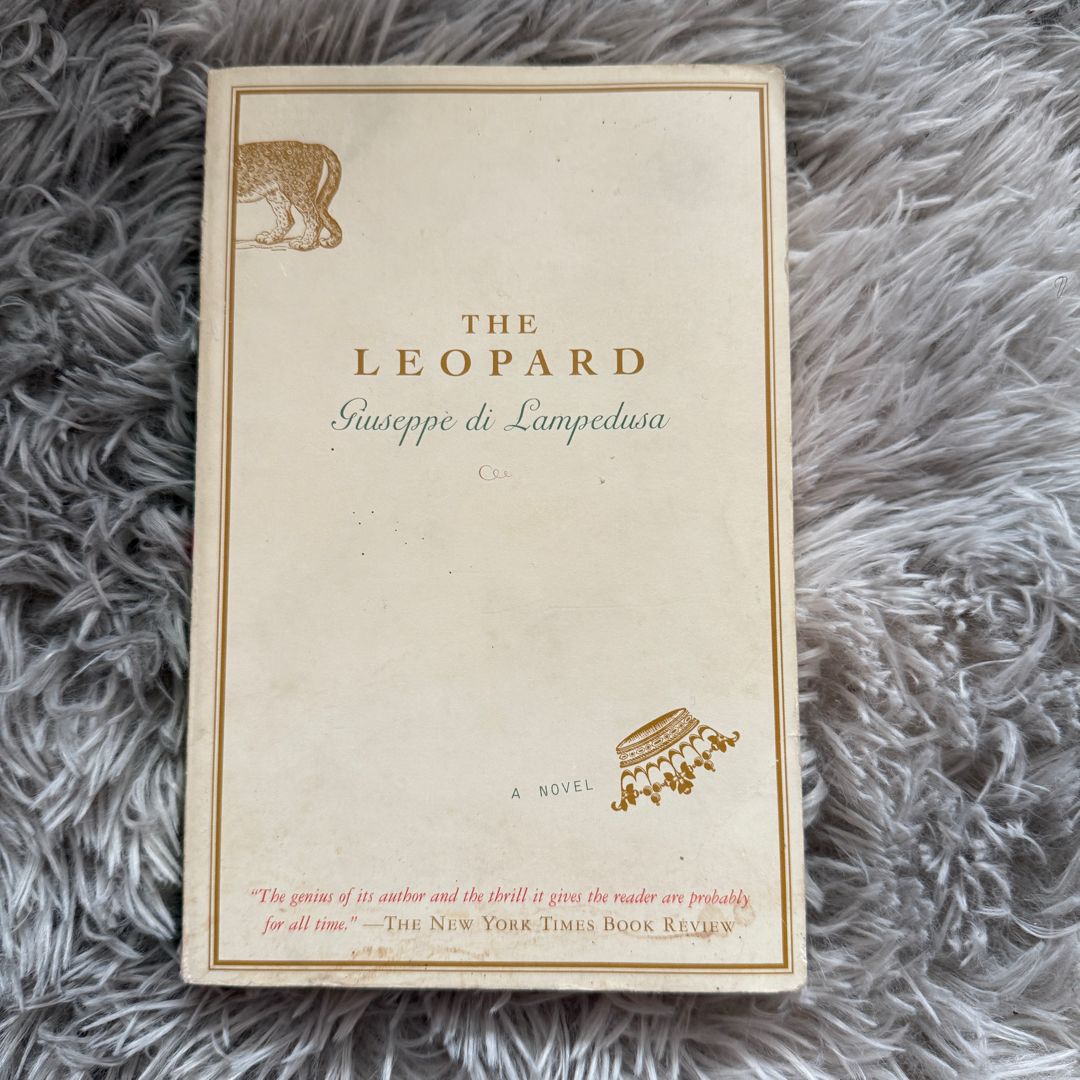 THE
LEOPARD
Giuseppe di Lampedusa
A NOVEL
“The genius of its author and the thrill it gives the reader are probably
for all time.” —THE NEW YORK TIMES BOOK REVIEW